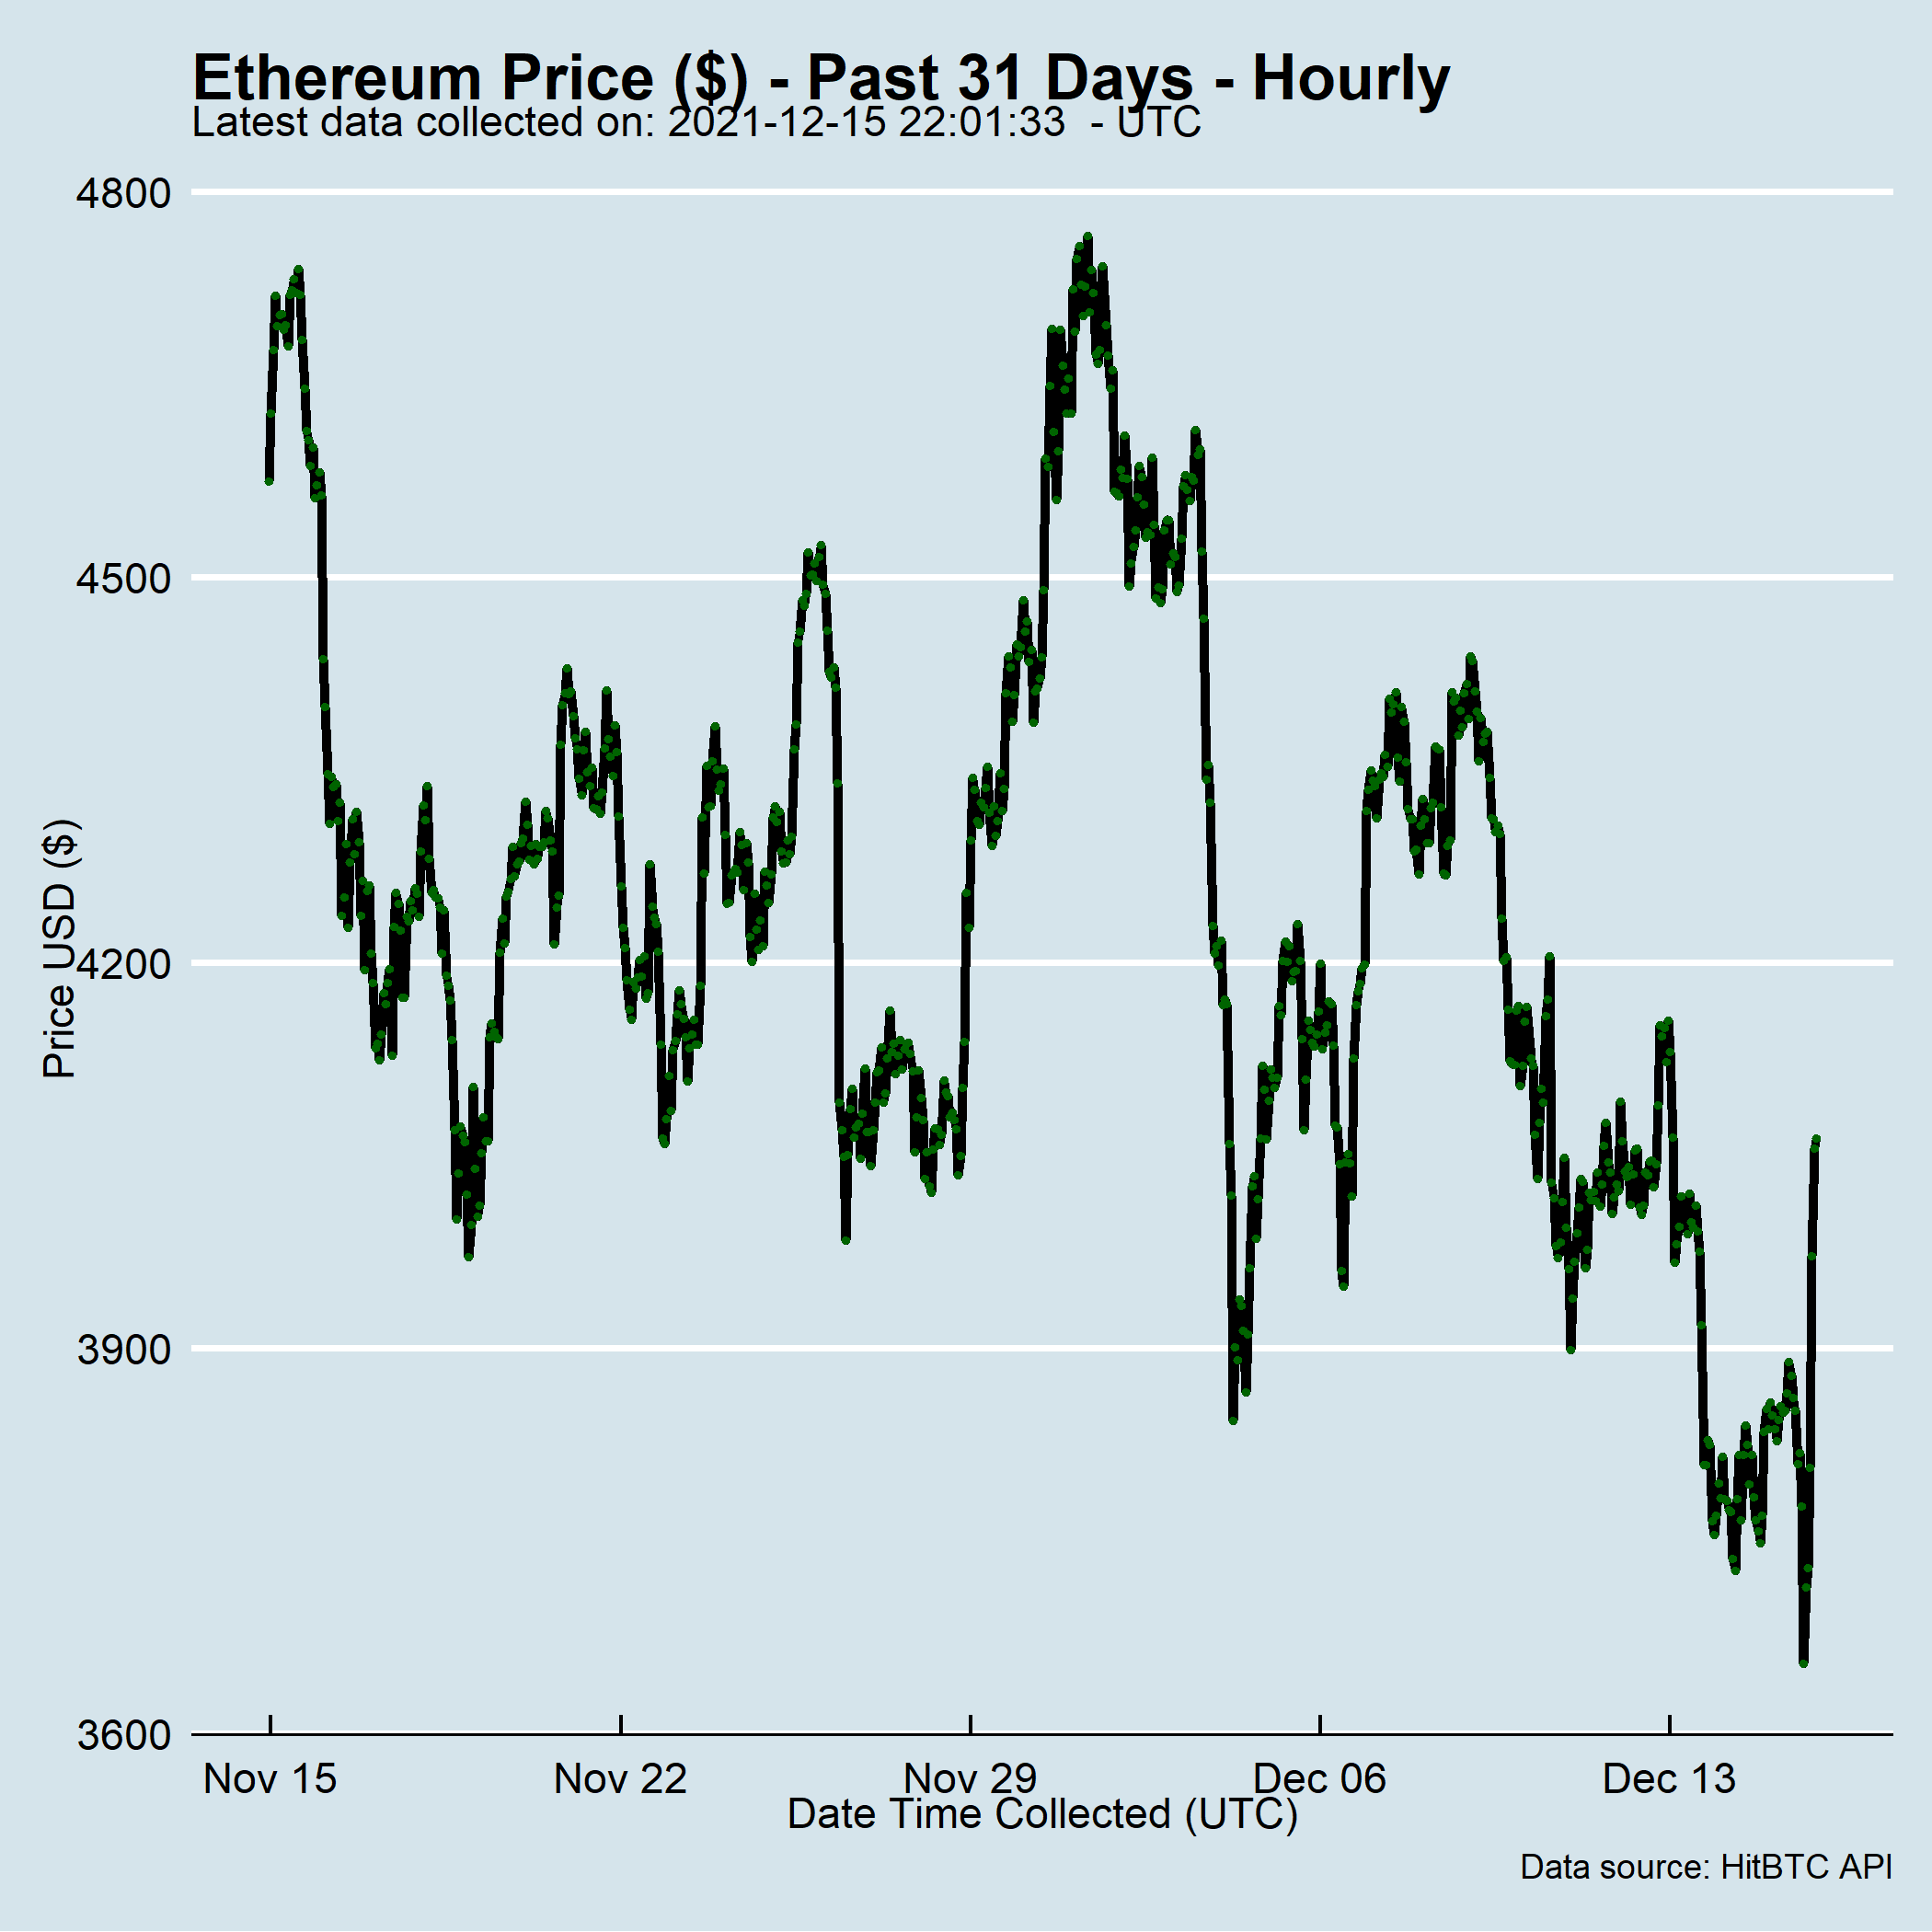 Ethereum Price ($) - Past 31 Days - Hourly
Latest data collected on: 2021-12-15 22:01:33  - UTC
4800
4500
4200
3900
3600
Price USD ($)
Nov 15
Nov 22
Nov 29
Dec 06
Dec 13
Date Time Collected (UTC)
Data source: HitBTC API